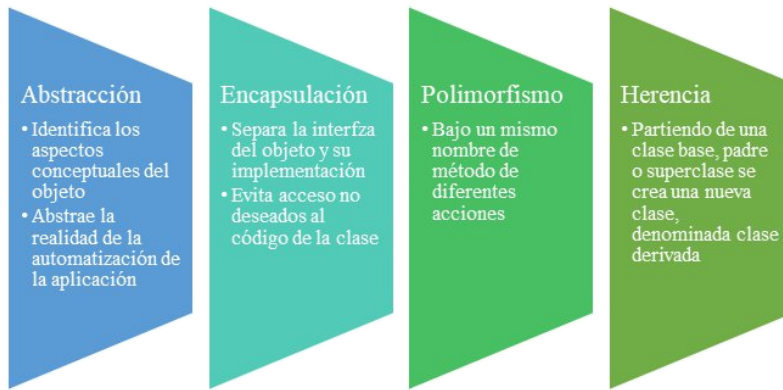 Abstracción
• Identifica los
aspectos
conceptuales del
objeto
• Abstrae la
realidad de la
automatización de
la aplicación
Encapsulación
• Separa la interfza
del objeto y su
implementación
• Evita acceso no
deseados al
código de la clase
Polimorfismo
• Bajo un mismo
nombre de
método de
diferentes
acciones
Herencia
• Partiendo de una
clase base, padre
o superclase se
crea una nueva
clase,
denominada clase
derivada